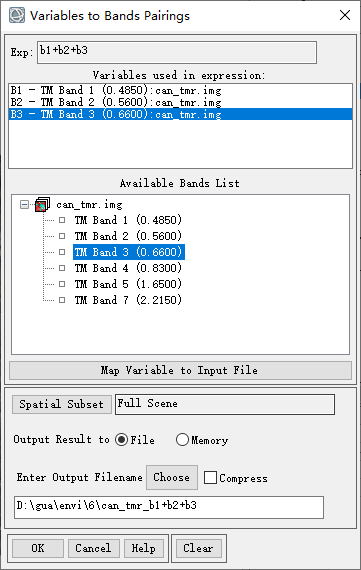 Variables to Bands Pairings
Exp: b1+b2+b3
Variables used in expression:
B1 - TM Band 1 (0.4850):can_tmr.img
B2 - TM Band 2 (0.5600):can_tmr.img
B3 - TM Band 3 (0.6600):can_tmr.img
Available Bands List
can_tmr.img
TM Band 1 (0.4850)
TM Band 2 (0.5600)
TM Band 3 (0.6600)
TM Band 4 (0.8300)
TM Band 5 (1.6500)
TM Band 7 (2.2150)
Map Variable to Input File
Spatial Subset Full Scene
Output Result to File Memory
Enter Output Filename Choose Compress
D:\gua\envi\6\can_tmr_b1+b2+b3
OK Cancel Help Clear